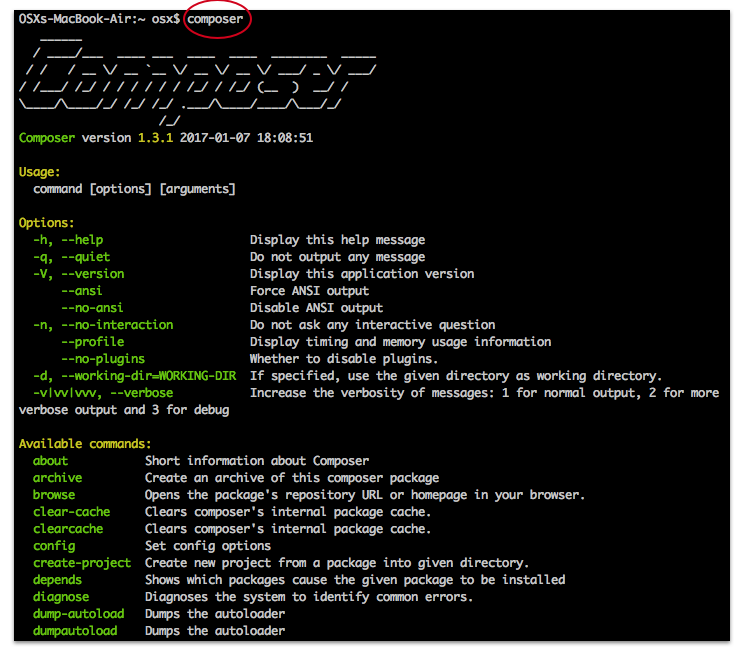 OSXs-MacBook-Air:~ osx$ composer
Composer
Composer version 1.3.1 2017-01-07 18:08:51
Usage:
command [options] [arguments]
Options:
-h, --help Display this help message
-q, --quiet Do not output any message
-V, --version Display this application version
--ansi Force ANSI output
--no-ansi Disable ANSI output
-n, --no-interaction Do not ask any interactive question
--profile Display timing and memory usage information
--no-plugins Whether to disable plugins.
-d, --working-dir=WORKING-DIR If specified, use the given directory as working directory.
-v|vv|vvv, --verbose Increase the verbosity of messages: 1 for normal output, 2 for more
verbose output and 3 for debug
Available commands:
about Short information about Composer
archive Create an archive of this composer package
browse Opens the package's repository URL or homepage in your browser.
clear-cache Clears composer's internal package cache.
clearcache Clears composer's internal package cache.
config Set config options
create-project Create new project from a package into given directory.
depends Shows which packages cause the given package to be installed
diagnose Diagnoses the system to identify common errors.
dump-autoload Dumps the autoloader
dumpautoload Dumps the autoloader